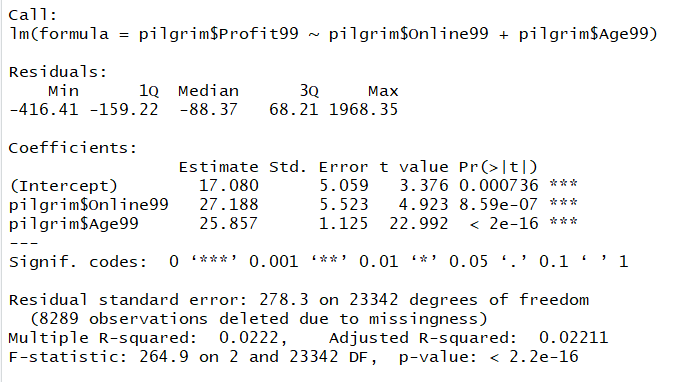 Call:
lm(formula = pilgrim$Profit99 ~ pilgrim$Online99 + pilgrim$Age99)
Residuals:
Min 1Q Median 3Q Max
-416.41 -159.22 -88.37 68.21 1968.35
Coefficients:
Estimate Std. Error t value Pr(>|t|)
(Intercept) 17.080 5.059 3.376 0.000736 ***
pilgrim$Online99 27.188 5.523 4.923 8.59e-07 ***
pilgrim$Age99 25.857 1.125 22.992 < 2e-16 ***
---
Signif. codes: 0 ‘***’ 0.001 ‘**’ 0.01 ‘*’ 0.05 ‘.’ 0.1 ‘ ’ 1
Residual standard error: 278.3 on 23342 degrees of freedom
(8289 observations deleted due to missingness)
Multiple R-squared: 0.0222, Adjusted R-squared: 0.02211
F-statistic: 264.9 on 2 and 23342 DF, p-value: < 2.2e-16